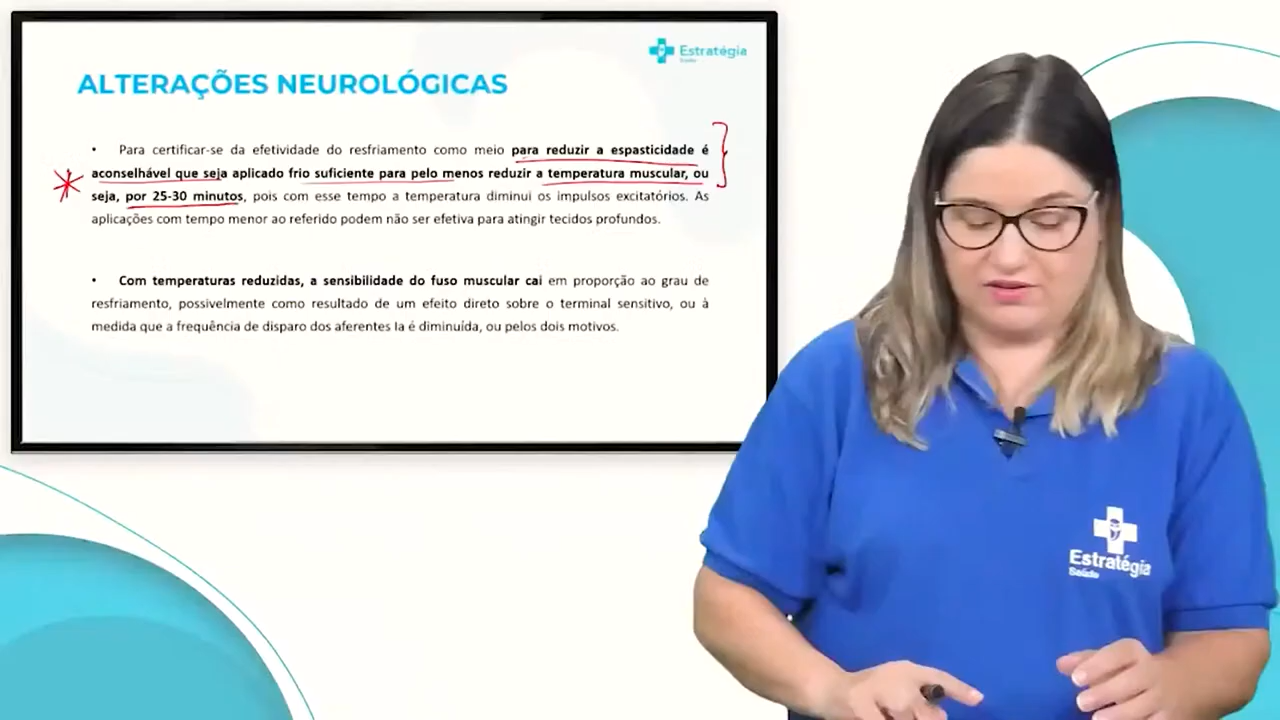 Estratégia
Saúde
ALTERAÇÕES NEUROLÓGICAS
• Para certificar-se da efetividade do resfriamento como meio para reduzir a espasticidade é
aconselhável que seja aplicado frio suficiente para pelo menos reduzir a temperatura muscular, ou
seja, por 25-30 minutos, pois com esse tempo a temperatura diminui os impulsos excitatórios. As
aplicações com tempo menor ao referido podem não ser efetiva para atingir tecidos profundos.
• Com temperaturas reduzidas, a sensibilidade do fuso muscular cai em proporção ao grau de
resfriamento, possivelmente como resultado de um efeito direto sobre o terminal sensitivo, ou à
medida que a frequência de disparo dos aferentes Ia é diminuída, ou pelos dois motivos.
Estratégia
Saúde